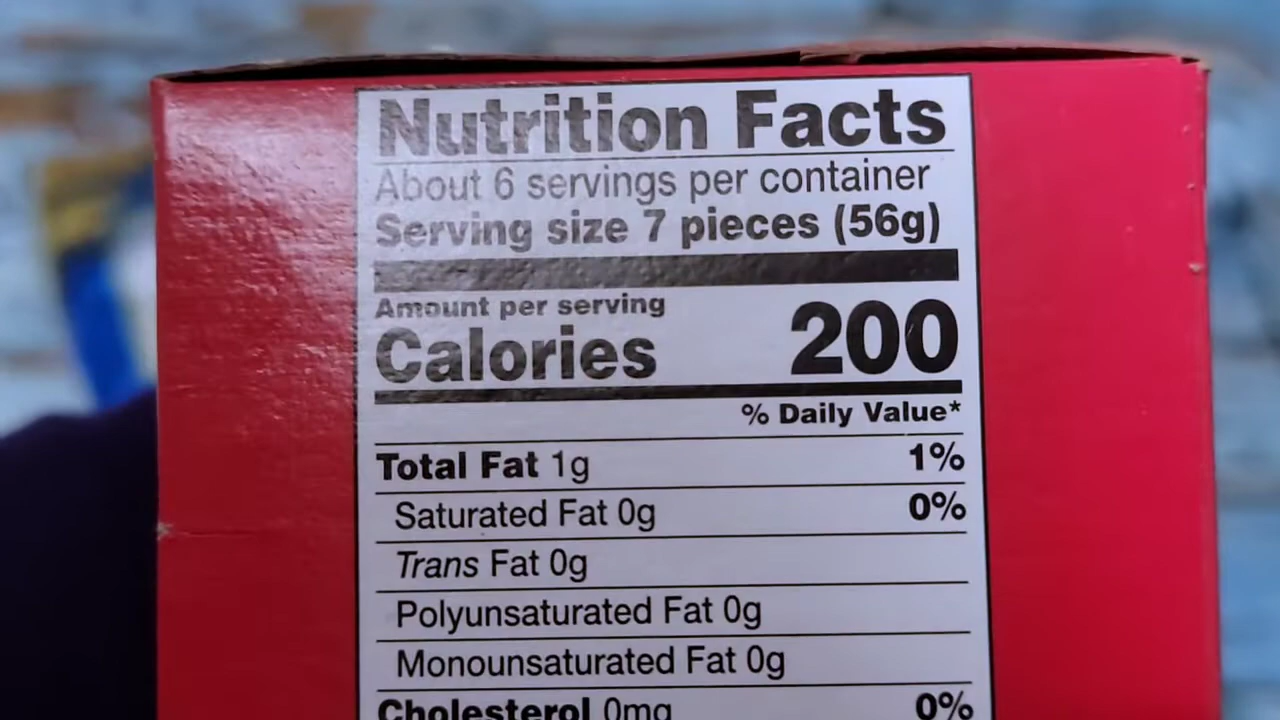 Nutrition Facts
About 6 servings per container
Serving size 7 pieces (56g)
Amount per serving
Calories 200
% Daily Value*
Total Fat 1g 1%
Saturated Fat 0g 0%
Trans Fat 0g
Polyunsaturated Fat 0g
Monounsaturated Fat 0g
Cholesterol 0mg 0%